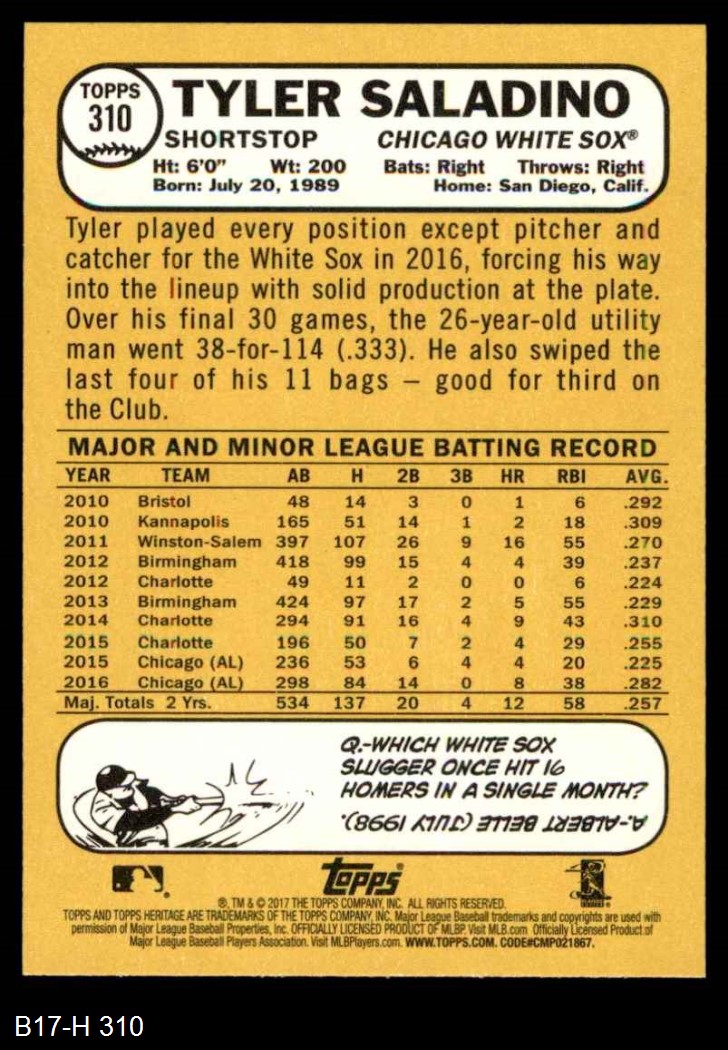 TOPPS
310
TYLER SALADINO
SHORTSTOP CHICAGO WHITE SOX®
Ht: 6'0" Wt: 200 Bats: Right Throws: Right
Born: July 20, 1989 Home: San Diego, Calif.
Tyler played every position except pitcher and
catcher for the White Sox in 2016, forcing his way
into the lineup with solid production at the plate.
Over his final 30 games, the 26-year-old utility
man went 38-for-114 (.333). He also swiped the
last four of his 11 bags – good for third on
the Club.
MAJOR AND MINOR LEAGUE BATTING RECORD
YEAR TEAM AB H 2B 3B HR RBI AVG.
2010 Bristol 48 14 3 0 1 6 .292
2010 Kannapolis 165 51 14 1 2 18 .309
2011 Winston-Salem 397 107 26 9 16 55 .270
2012 Birmingham 418 99 15 4 4 39 .237
2012 Charlotte 49 11 2 0 0 6 .224
2013 Birmingham 424 97 17 2 5 55 .229
2014 Charlotte 294 91 16 4 9 43 .310
2015 Charlotte 196 50 7 2 4 29 .255
2015 Chicago (AL) 236 53 6 4 4 20 .225
2016 Chicago (AL) 298 84 14 0 8 38 .282
Maj. Totals 2 Yrs. 534 137 20 4 12 58 .257
Q.-WHICH WHITE SOX
SLUGGER ONCE HIT 16
HOMERS IN A SINGLE MONTH?
A.-ALBERT BELLE (JULY 1998).
Topps®
®, TM & © 2017 THE TOPPS COMPANY, INC. ALL RIGHTS RESERVED.
TOPPS AND TOPPS HERITAGE ARE TRADEMARKS OF THE TOPPS COMPANY, INC. Major League Baseball trademarks and copyrights are used with
permission of Major League Baseball Properties, Inc. OFFICIALLY LICENSED PRODUCT OF MLBP. Visit MLB.com Officially Licensed Product of
Major League Baseball Players Association. Visit MLBPlayers.com. WWW.TOPPS.COM. CODE#CMP021867.
B17-H 310